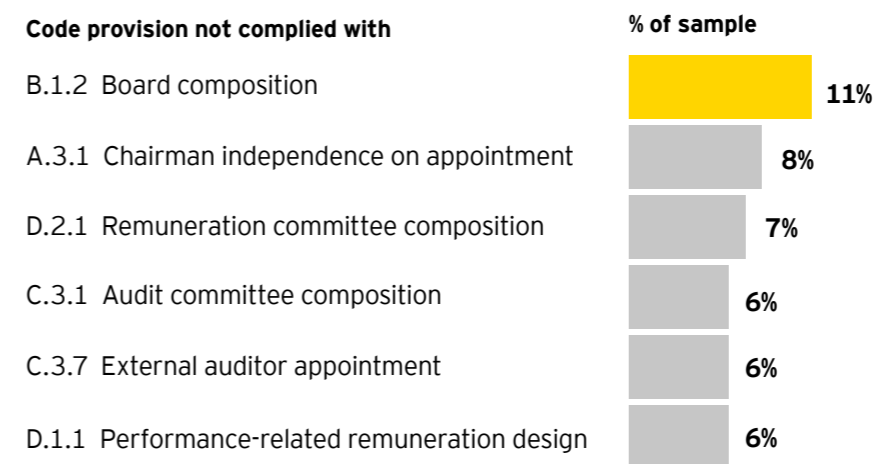 Code provision not complied with % of sample
B.1.2 Board composition 11%
A.3.1 Chairman independence on appointment 8%
D.2.1 Remuneration committee composition 7%
C.3.1 Audit committee composition 6%
C.3.7 External auditor appointment 6%
D.1.1 Performance-related remuneration design 6%